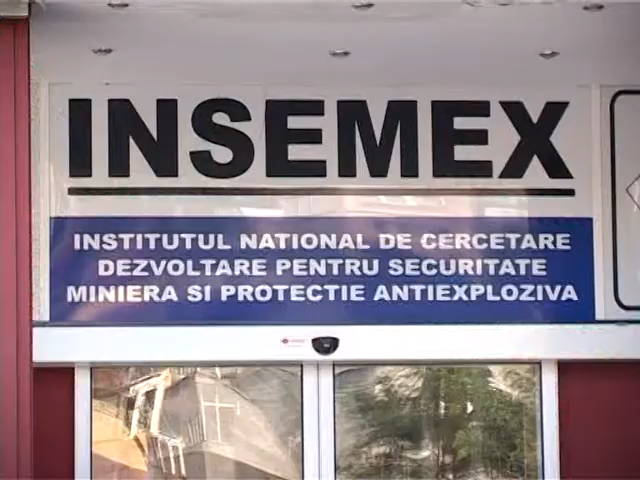 INSEMEX
INSTITUTUL NATIONAL DE CERCETARE
DEZVOLTARE PENTRU SECURITATE
MINIERA SI PROTECTIE ANTIEXPLOZIVA